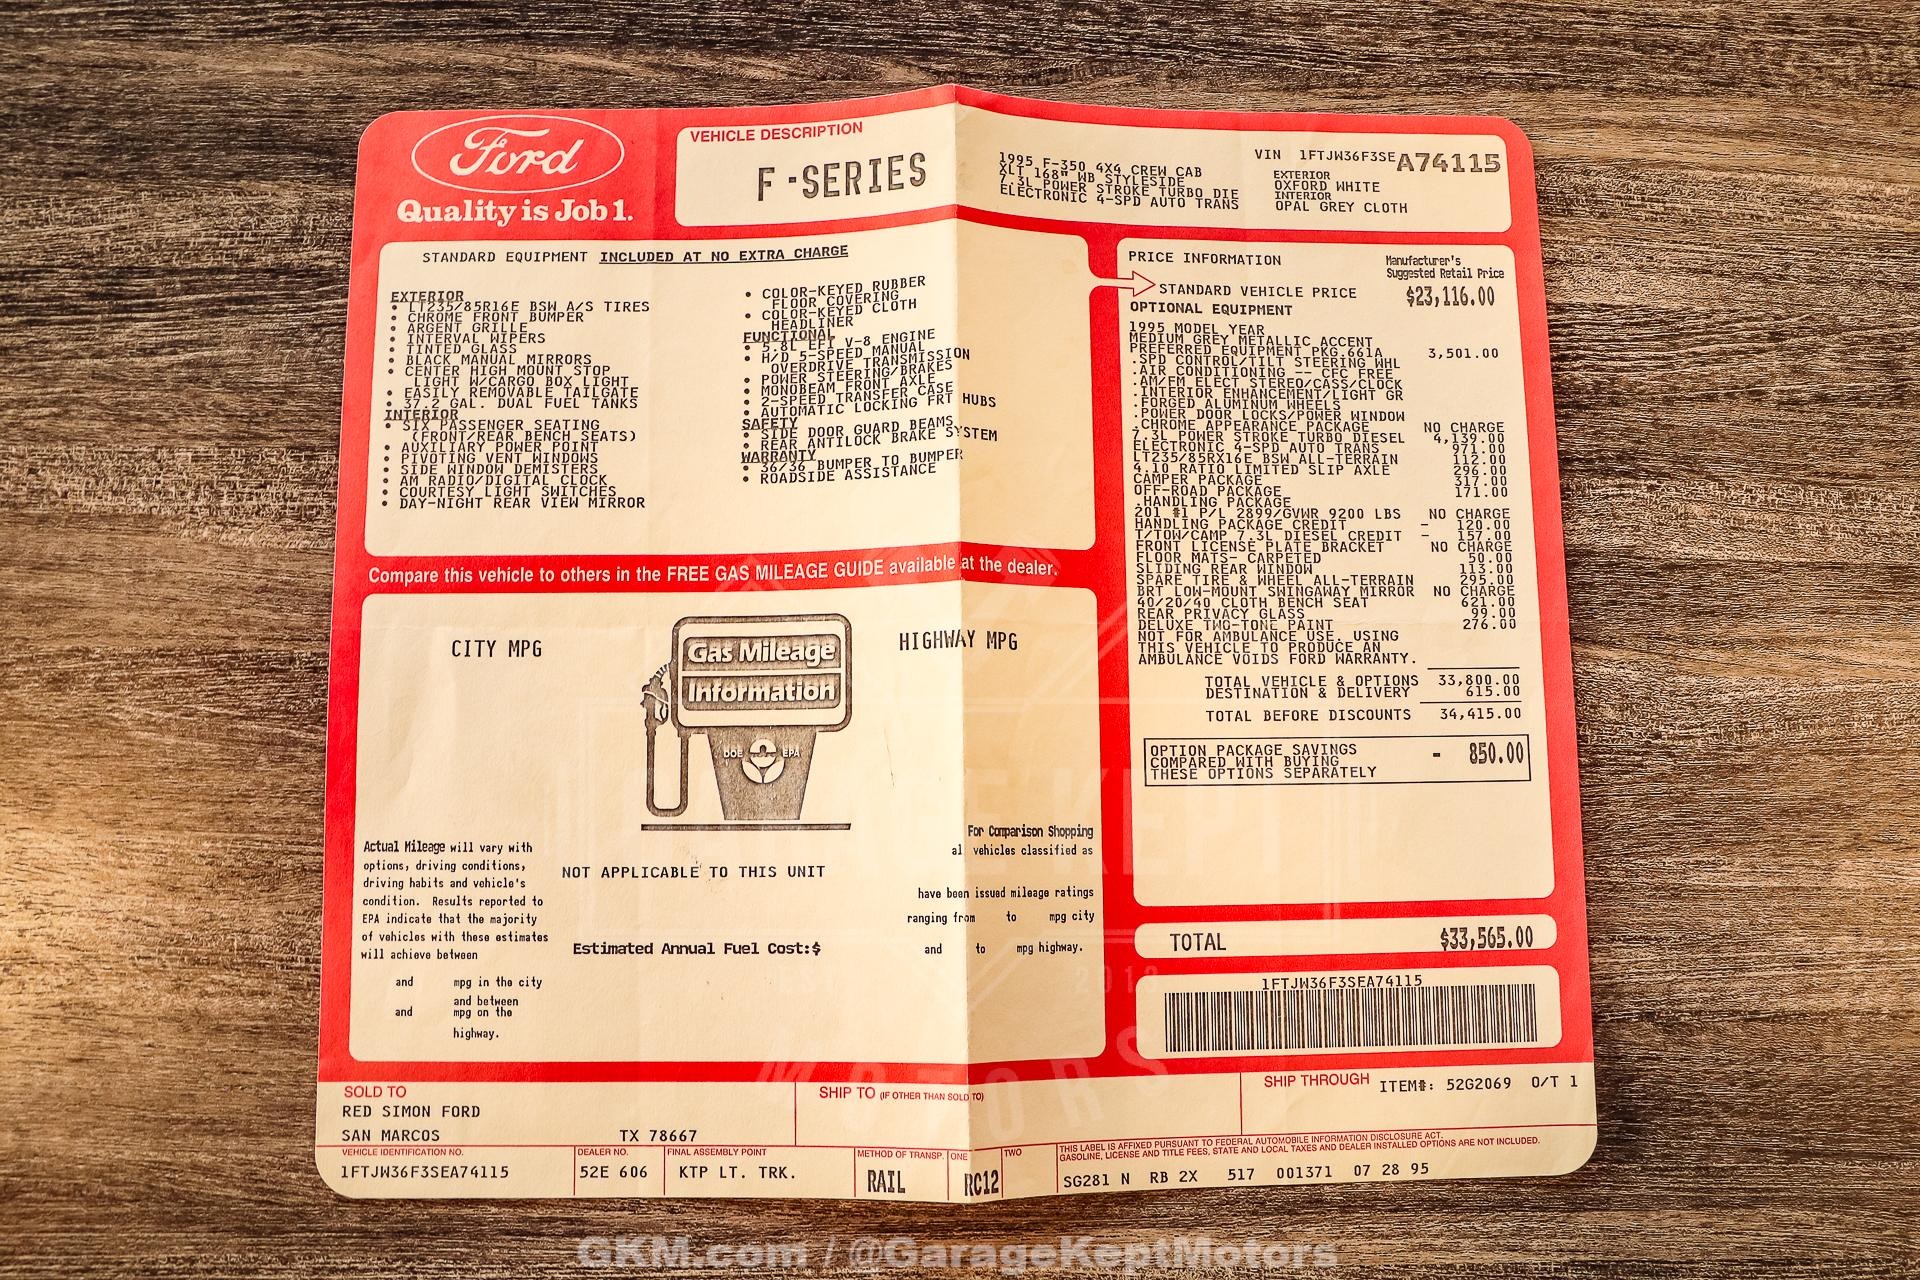 Ford
Quality is Job 1.
VEHICLE DESCRIPTION
F-SERIES
1995 F-350 4X4 CREW CAB
XLT 168" WB STYLESIDE
7.3L POWER STROKE TURBO DIE
ELECTRONIC 4-SPD AUTO TRANS
VIN 1FTJW36F3SEA74115
EXTERIOR
OXFORD WHITE
INTERIOR
OPAL GREY CLOTH
STANDARD EQUIPMENT INCLUDED AT NO EXTRA CHARGE
EXTERIOR
• LT235/85R16E BSW A/S TIRES
• CHROME FRONT BUMPER
• ARGENT GRILLE
• INTERVAL WIPERS
• TINTED GLASS
• BLACK MANUAL MIRRORS
• CENTER HIGH MOUNT STOP
LIGHT W/CARGO BOX LIGHT
• EASILY REMOVABLE TAILGATE
• 37.2 GAL. DUAL FUEL TANKS
INTERIOR
• SIX PASSENGER SEATING
(FRONT/REAR BENCH SEATS)
• AUXILIARY POWER POINT
• PIVOTING VENT WINDOWS
• SIDE WINDOW DEMISTERS
• AM RADIO/DIGITAL CLOCK
• COURTESY LIGHT SWITCHES
• DAY-NIGHT REAR VIEW MIRROR
• COLOR-KEYED RUBBER
FLOOR COVERING
• COLOR-KEYED CLOTH
HEADLINER
FUNCTIONAL
• 5.8L EFI V-8 ENGINE
• H/D 5-SPEED MANUAL
OVERDRIVE TRANSMISSION
• POWER STEERING/BRAKES
• MONOBEAM FRONT AXLE
• 2-SPEED TRANSFER CASE
• AUTOMATIC LOCKING FRT HUBS
SAFETY
• SIDE DOOR GUARD BEAMS
• REAR ANTILOCK BRAKE SYSTEM
WARRANTY
• 36/36 BUMPER TO BUMPER
• ROADSIDE ASSISTANCE
PRICE INFORMATION
Manufacturer's
Suggested Retail Price
STANDARD VEHICLE PRICE $23,116.00
OPTIONAL EQUIPMENT
1995 MODEL YEAR
MEDIUM GREY METALLIC ACCENT
PREFERRED EQUIPMENT PKG.661A 3,501.00
.SPD CONTROL/TILT STEERING WHL
.AIR CONDITIONING -- CFC FREE
.AM/FM ELECT STEREO/CASS/CLOCK
.INTERIOR ENHANCEMENT/LIGHT GR
.FORGED ALUMINUM WHEELS
.POWER DOOR LOCKS/POWER WINDOW
.CHROME APPEARANCE PACKAGE NO CHARGE
7.3L POWER STROKE TURBO DIESEL 4,139.00
ELECTRONIC 4-SPD AUTO TRANS 971.00
LT235/85RX16E BSW ALL-TERRAIN 112.00
4.10 RATIO LIMITED SLIP AXLE 296.00
CAMPER PACKAGE 317.00
OFF-ROAD PACKAGE 171.00
.HANDLING PACKAGE
201 #1 P/L 2899/GVWR 9200 LBS NO CHARGE
HANDLING PACKAGE CREDIT - 120.00
T/TOW/CAMP 7.3L DIESEL CREDIT - 157.00
FRONT LICENSE PLATE BRACKET NO CHARGE
FLOOR MATS- CARPETED 50.00
SLIDING REAR WINDOW 113.00
SPARE TIRE & WHEEL ALL-TERRAIN 295.00
BRT LOW-MOUNT SWINGAWAY MIRROR NO CHARGE
40/20/40 CLOTH BENCH SEAT 621.00
REAR PRIVACY GLASS 99.00
DELUXE TWO-TONE PAINT 276.00
NOT FOR AMBULANCE USE. USING
THIS VEHICLE TO PRODUCE AN
AMBULANCE VOIDS FORD WARRANTY.
TOTAL VEHICLE & OPTIONS 33,800.00
DESTINATION & DELIVERY 615.00
TOTAL BEFORE DISCOUNTS 34,415.00
OPTION PACKAGE SAVINGS
COMPARED WITH BUYING
THESE OPTIONS SEPARATELY - 850.00
TOTAL $33,565.00
1FTJW36F3SEA74115
Compare this vehicle to others in the FREE GAS MILEAGE GUIDE available at the dealer.
CITY MPG
Gas Mileage
Information
DOE EPA
HIGHWAY MPG
Actual Mileage will vary with
options, driving conditions,
driving habits and vehicle's
condition. Results reported to
EPA indicate that the majority
of vehicles with these estimates
will achieve between
and mpg in the city
and between
and mpg on the
highway.
NOT APPLICABLE TO THIS UNIT
Estimated Annual Fuel Cost:$
For Comparison Shopping
all vehicles classified as
have been issued mileage ratings
ranging from to mpg city
and to mpg highway.
SOLD TO
RED SIMON FORD
SAN MARCOS TX 78667
SHIP TO (IF OTHER THAN SOLD TO)
SHIP THROUGH ITEM#: 52G2069 O/T 1
VEHICLE IDENTIFICATION NO.
1FTJW36F3SEA74115
DEALER NO.
52E 606
FINAL ASSEMBLY POINT
KTP LT. TRK.
METHOD OF TRANSP.
RAIL
ONE
RC12
TWO
THIS LABEL IS AFFIXED PURSUANT TO FEDERAL AUTOMOBILE INFORMATION DISCLOSURE ACT.
GASOLINE, LICENSE AND TITLE FEES, STATE AND LOCAL TAXES AND DEALER INSTALLED OPTIONS ARE NOT INCLUDED.
SG281 N RB 2X 517 001371 07 28 95
2013
MOTORS
GKM.com / @GarageKeptMotors